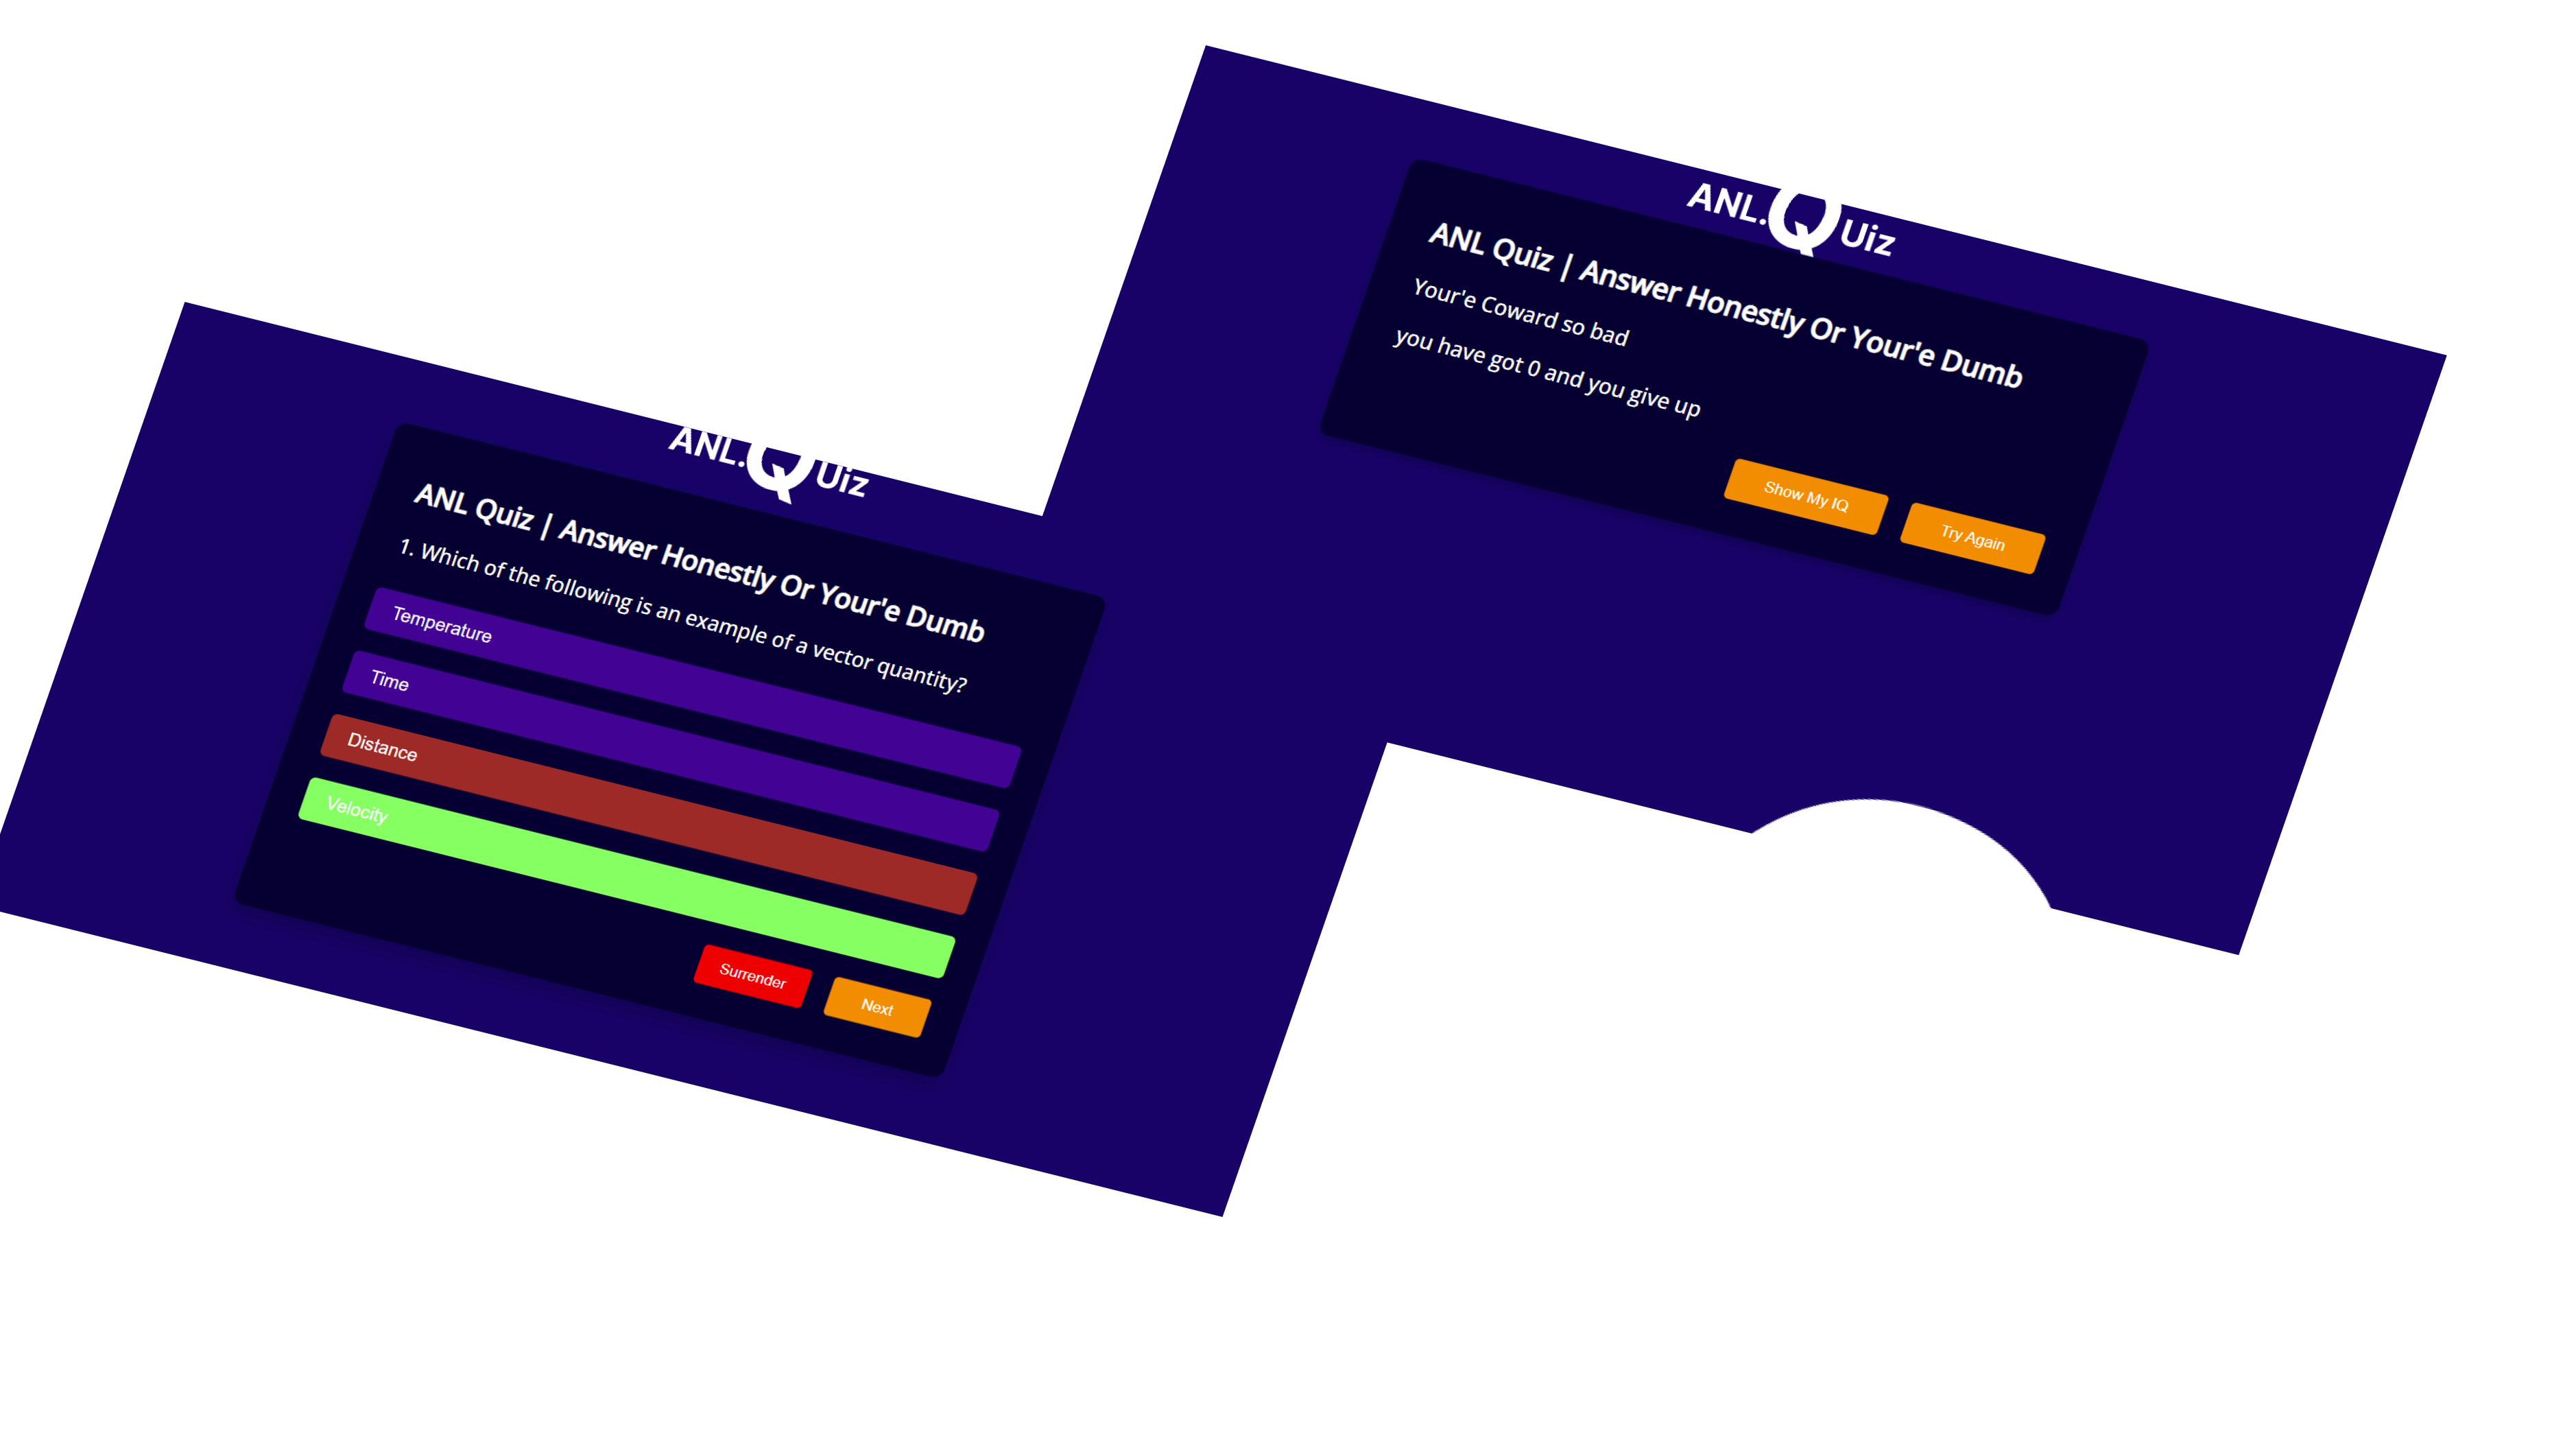 ANL.QUiz
ANL Quiz | Answer Honestly Or Your'e Dumb
1. Which of the following is an example of a vector quantity?
Temperature
Time
Distance
Velocity
Surrender
Next
ANL.QUiz
ANL Quiz | Answer Honestly Or Your'e Dumb
Your'e Coward so bad
you have got 0 and you give up
Show My IQ
Try Again